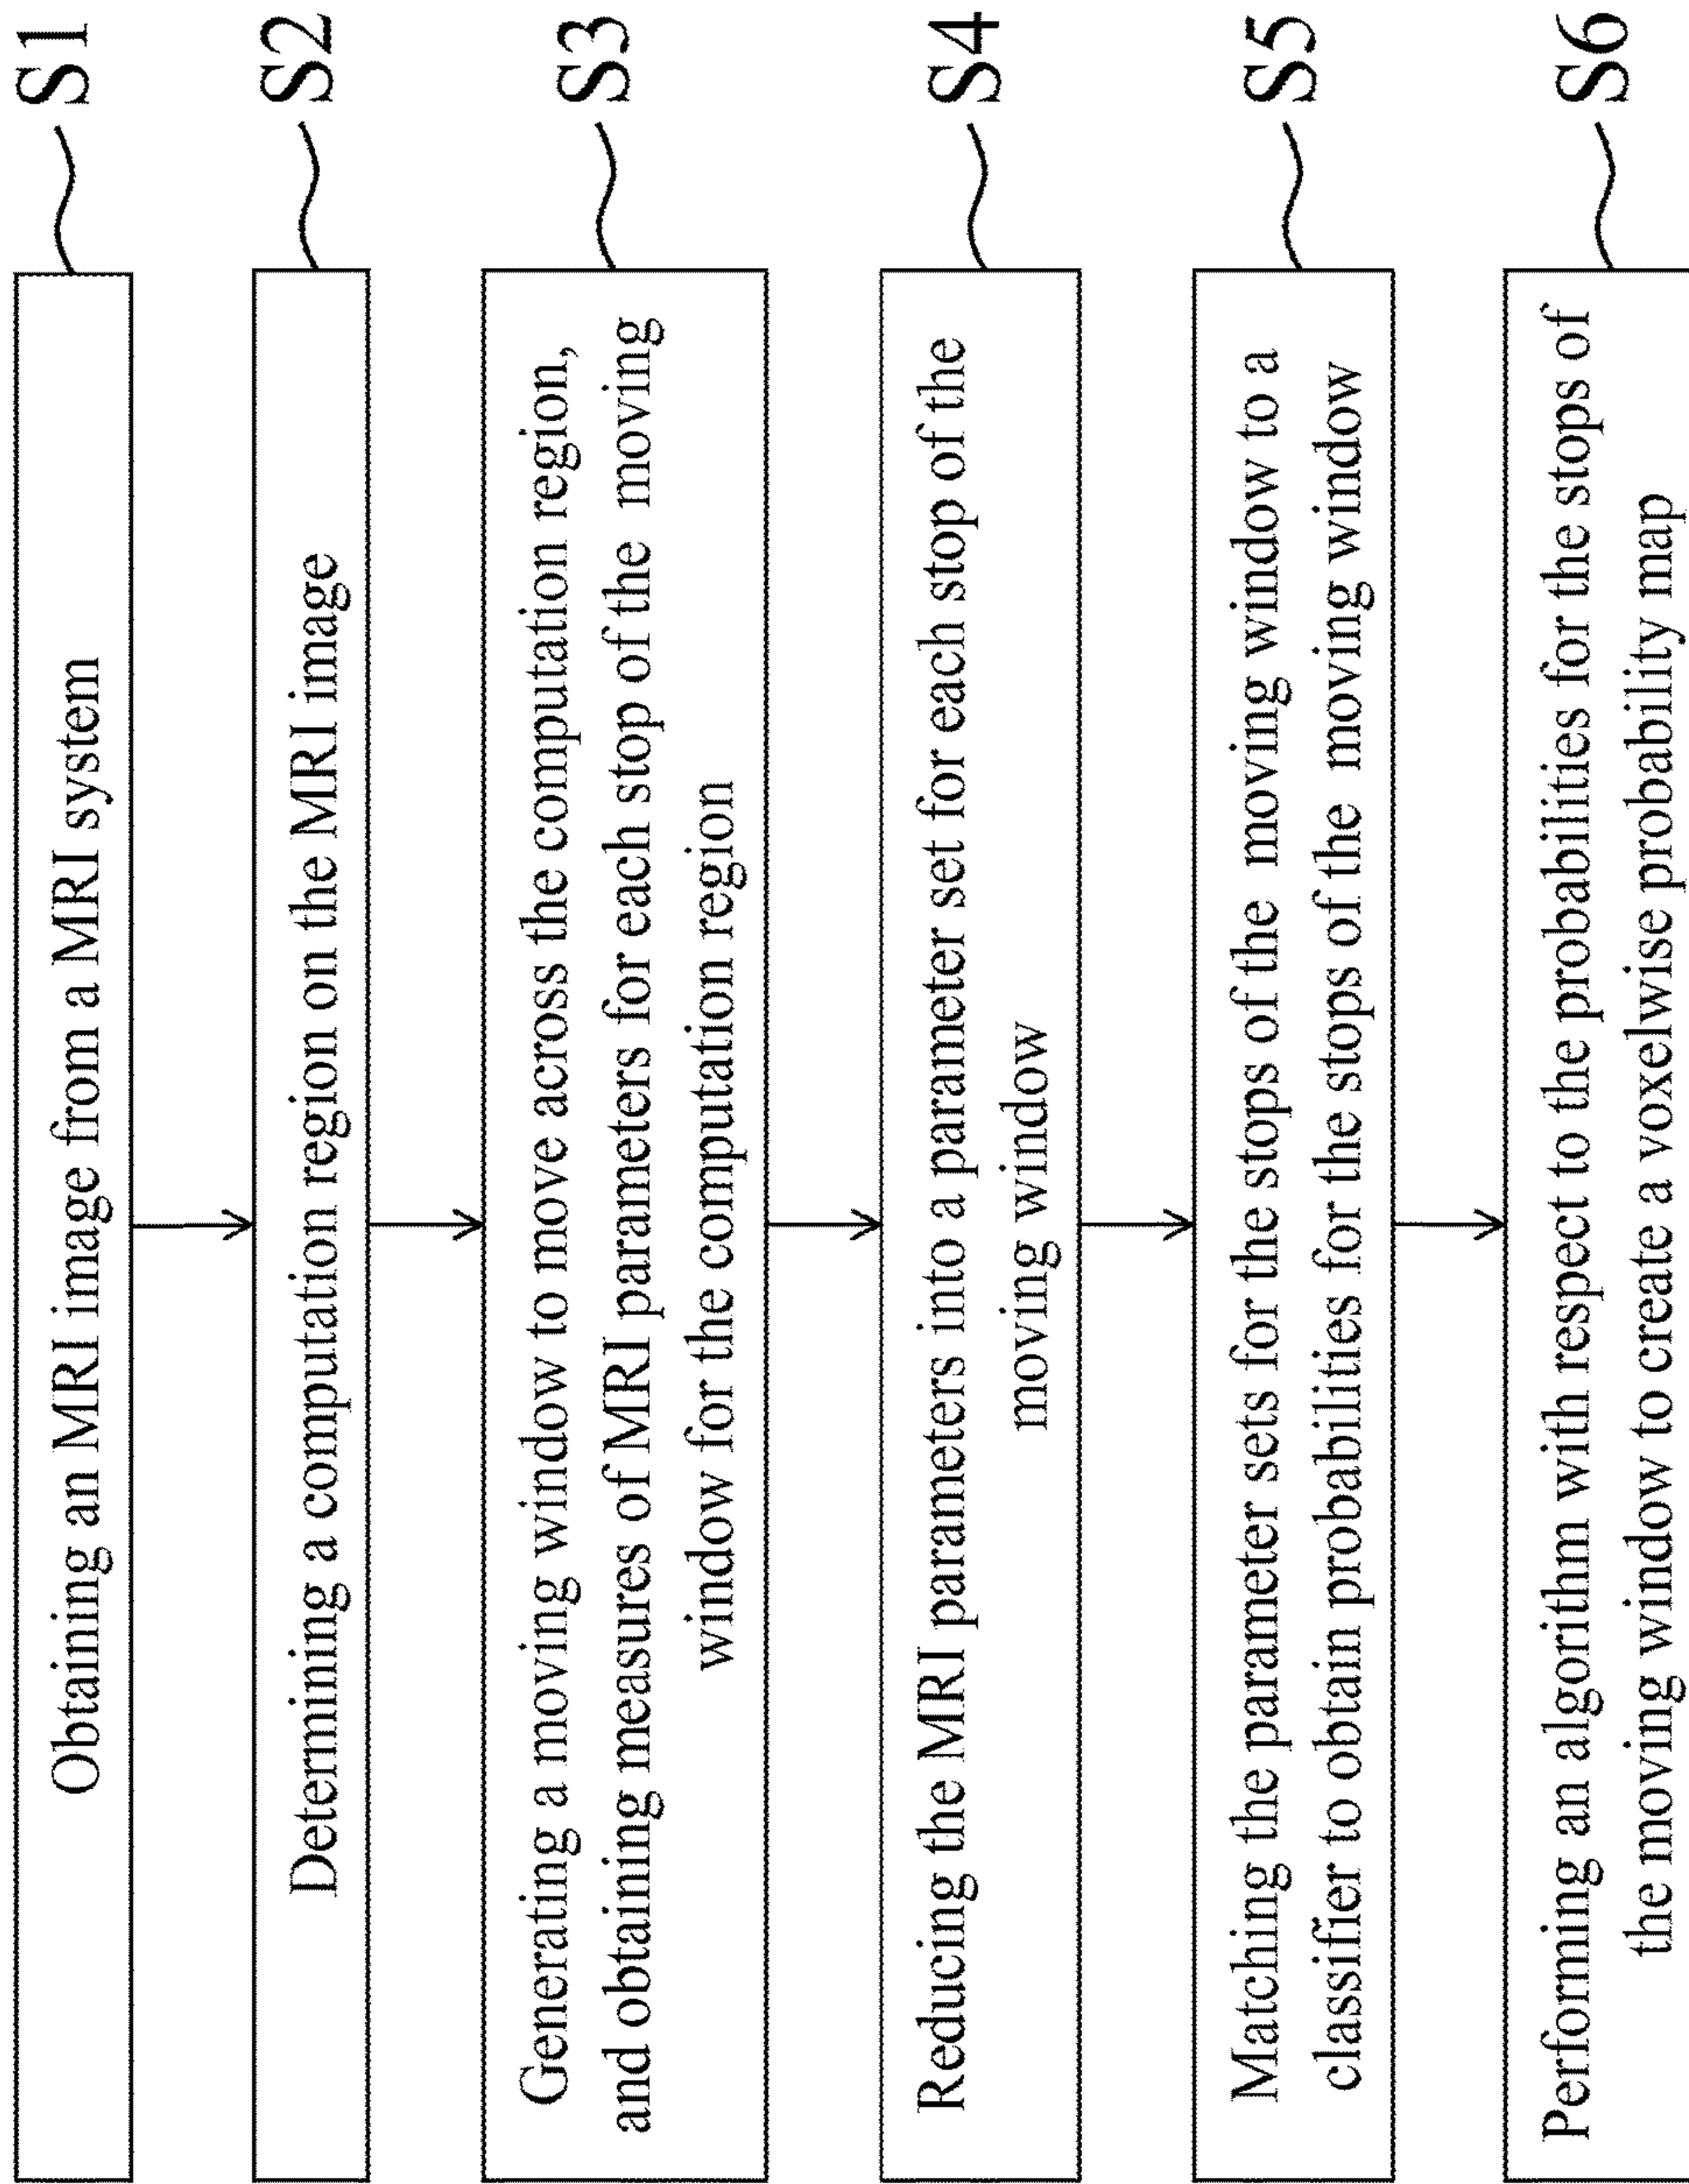 Obtaining an MRI image from a MRI system
S1
Determining a computation region on the MRI image
S2
Generating a moving window to move across the computation region,
and obtaining measures of MRI parameters for each stop of the moving
window for the computation region
S3
Reducing the MRI parameters into a parameter set for each stop of the
moving window
S4
Matching the parameter sets for the stops of the moving window to a
classifier to obtain probabilities for the stops of the moving window
S5
Performing an algorithm with respect to the probabilities for the stops of
the moving window to create a voxelwise probability map
S6